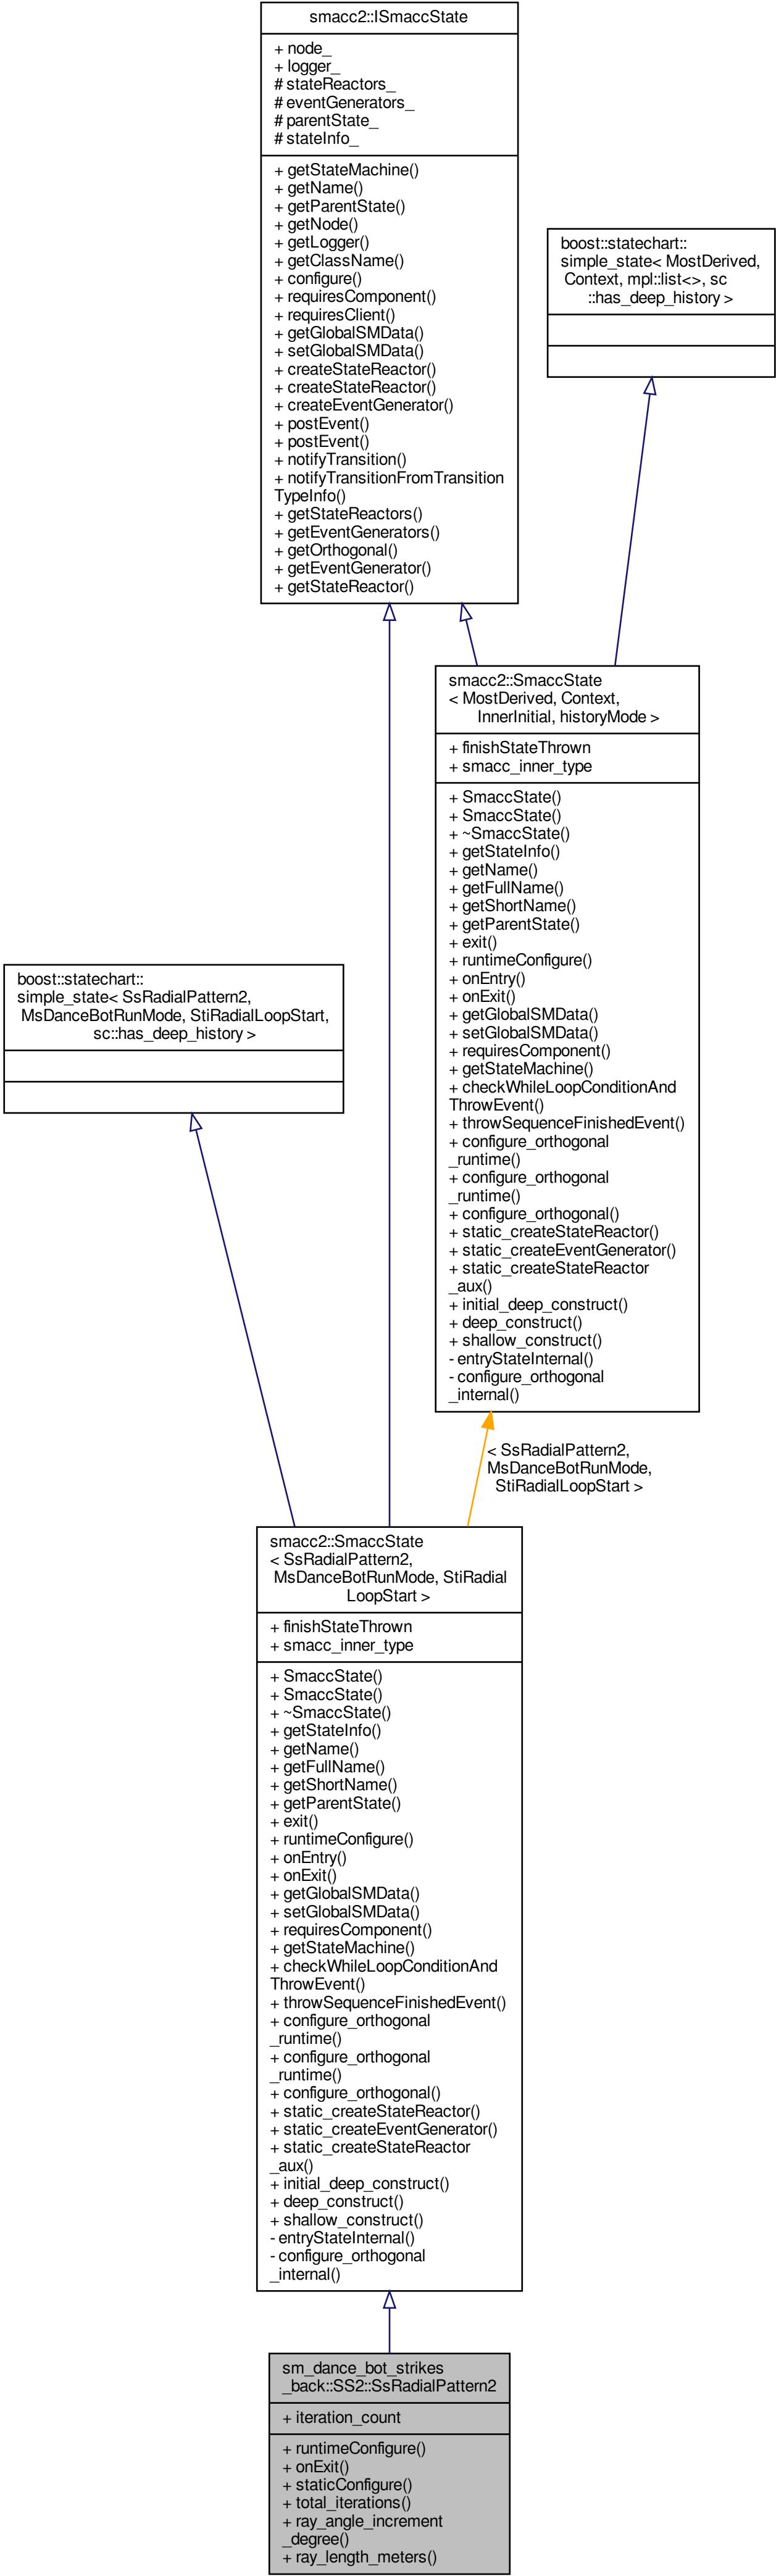 smacc2::ISmaccState
+ node_
+ logger_
# stateReactors_
# eventGenerators_
# parentState_
# stateInfo_
+ getStateMachine()
+ getName()
+ getParentState()
+ getNode()
+ getLogger()
+ getClassName()
+ configure()
+ requiresComponent()
+ requiresClient()
+ getGlobalSMData()
+ setGlobalSMData()
+ createStateReactor()
+ createStateReactor()
+ createEventGenerator()
+ postEvent()
+ postEvent()
+ notifyTransition()
+ notifyTransitionFromTransition
TypeInfo()
+ getStateReactors()
+ getEventGenerators()
+ getOrthogonal()
+ getEventGenerator()
+ getStateReactor()
boost::statechart::
simple_state< MostDerived,
Context, mpl::list<>, sc
::has_deep_history >
smacc2::SmaccState
< MostDerived, Context,
InnerInitial, historyMode >
+ finishStateThrown
+ smacc_inner_type
+ SmaccState()
+ SmaccState()
+ ~SmaccState()
+ getStateInfo()
+ getName()
+ getFullName()
+ getShortName()
+ getParentState()
+ exit()
+ runtimeConfigure()
+ onEntry()
+ onExit()
+ getGlobalSMData()
+ setGlobalSMData()
+ requiresComponent()
+ getStateMachine()
+ checkWhileLoopConditionAnd
ThrowEvent()
+ throwSequenceFinishedEvent()
+ configure_orthogonal
_runtime()
+ configure_orthogonal
_runtime()
+ configure_orthogonal()
+ static_createStateReactor()
+ static_createEventGenerator()
+ static_createStateReactor
_aux()
+ initial_deep_construct()
+ deep_construct()
+ shallow_construct()
- entryStateInternal()
- configure_orthogonal
_internal()
boost::statechart::
simple_state< SsRadialPattern2,
MsDanceBotRunMode, StiRadialLoopStart,
sc::has_deep_history >
< SsRadialPattern2,
MsDanceBotRunMode,
StiRadialLoopStart >
smacc2::SmaccState
< SsRadialPattern2,
MsDanceBotRunMode, StiRadial
LoopStart >
+ finishStateThrown
+ smacc_inner_type
+ SmaccState()
+ SmaccState()
+ ~SmaccState()
+ getStateInfo()
+ getName()
+ getFullName()
+ getShortName()
+ getParentState()
+ exit()
+ runtimeConfigure()
+ onEntry()
+ onExit()
+ getGlobalSMData()
+ setGlobalSMData()
+ requiresComponent()
+ getStateMachine()
+ checkWhileLoopConditionAnd
ThrowEvent()
+ throwSequenceFinishedEvent()
+ configure_orthogonal
_runtime()
+ configure_orthogonal
_runtime()
+ configure_orthogonal()
+ static_createStateReactor()
+ static_createEventGenerator()
+ static_createStateReactor
_aux()
+ initial_deep_construct()
+ deep_construct()
+ shallow_construct()
- entryStateInternal()
- configure_orthogonal
_internal()
sm_dance_bot_strikes
_back::SS2::SsRadialPattern2
+ iteration_count
+ runtimeConfigure()
+ onExit()
+ staticConfigure()
+ total_iterations()
+ ray_angle_increment
_degree()
+ ray_length_meters()